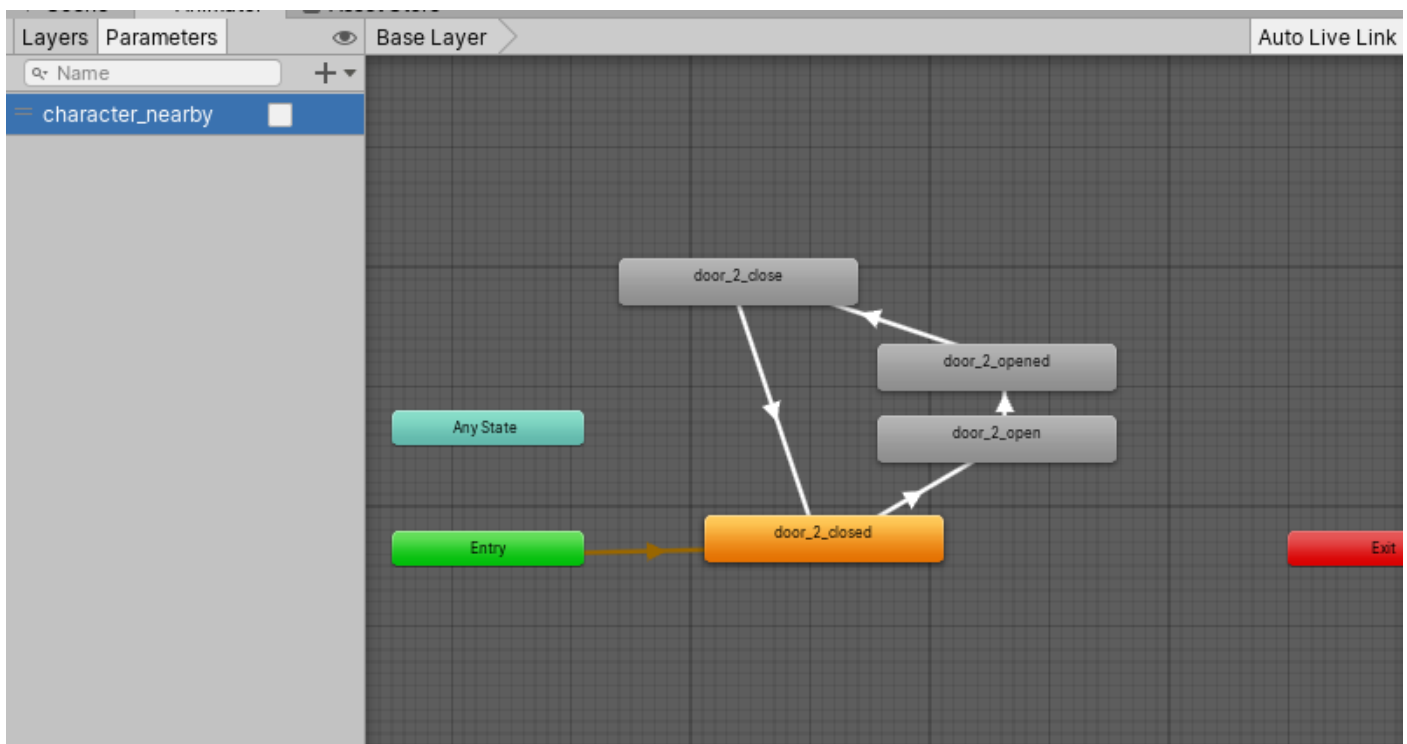 Layers Parameters Base Layer Auto Live Link
Name
character_nearby
door_2_close
door_2_opened
Any State
door_2_open
door_2_closed
Entry
Exit